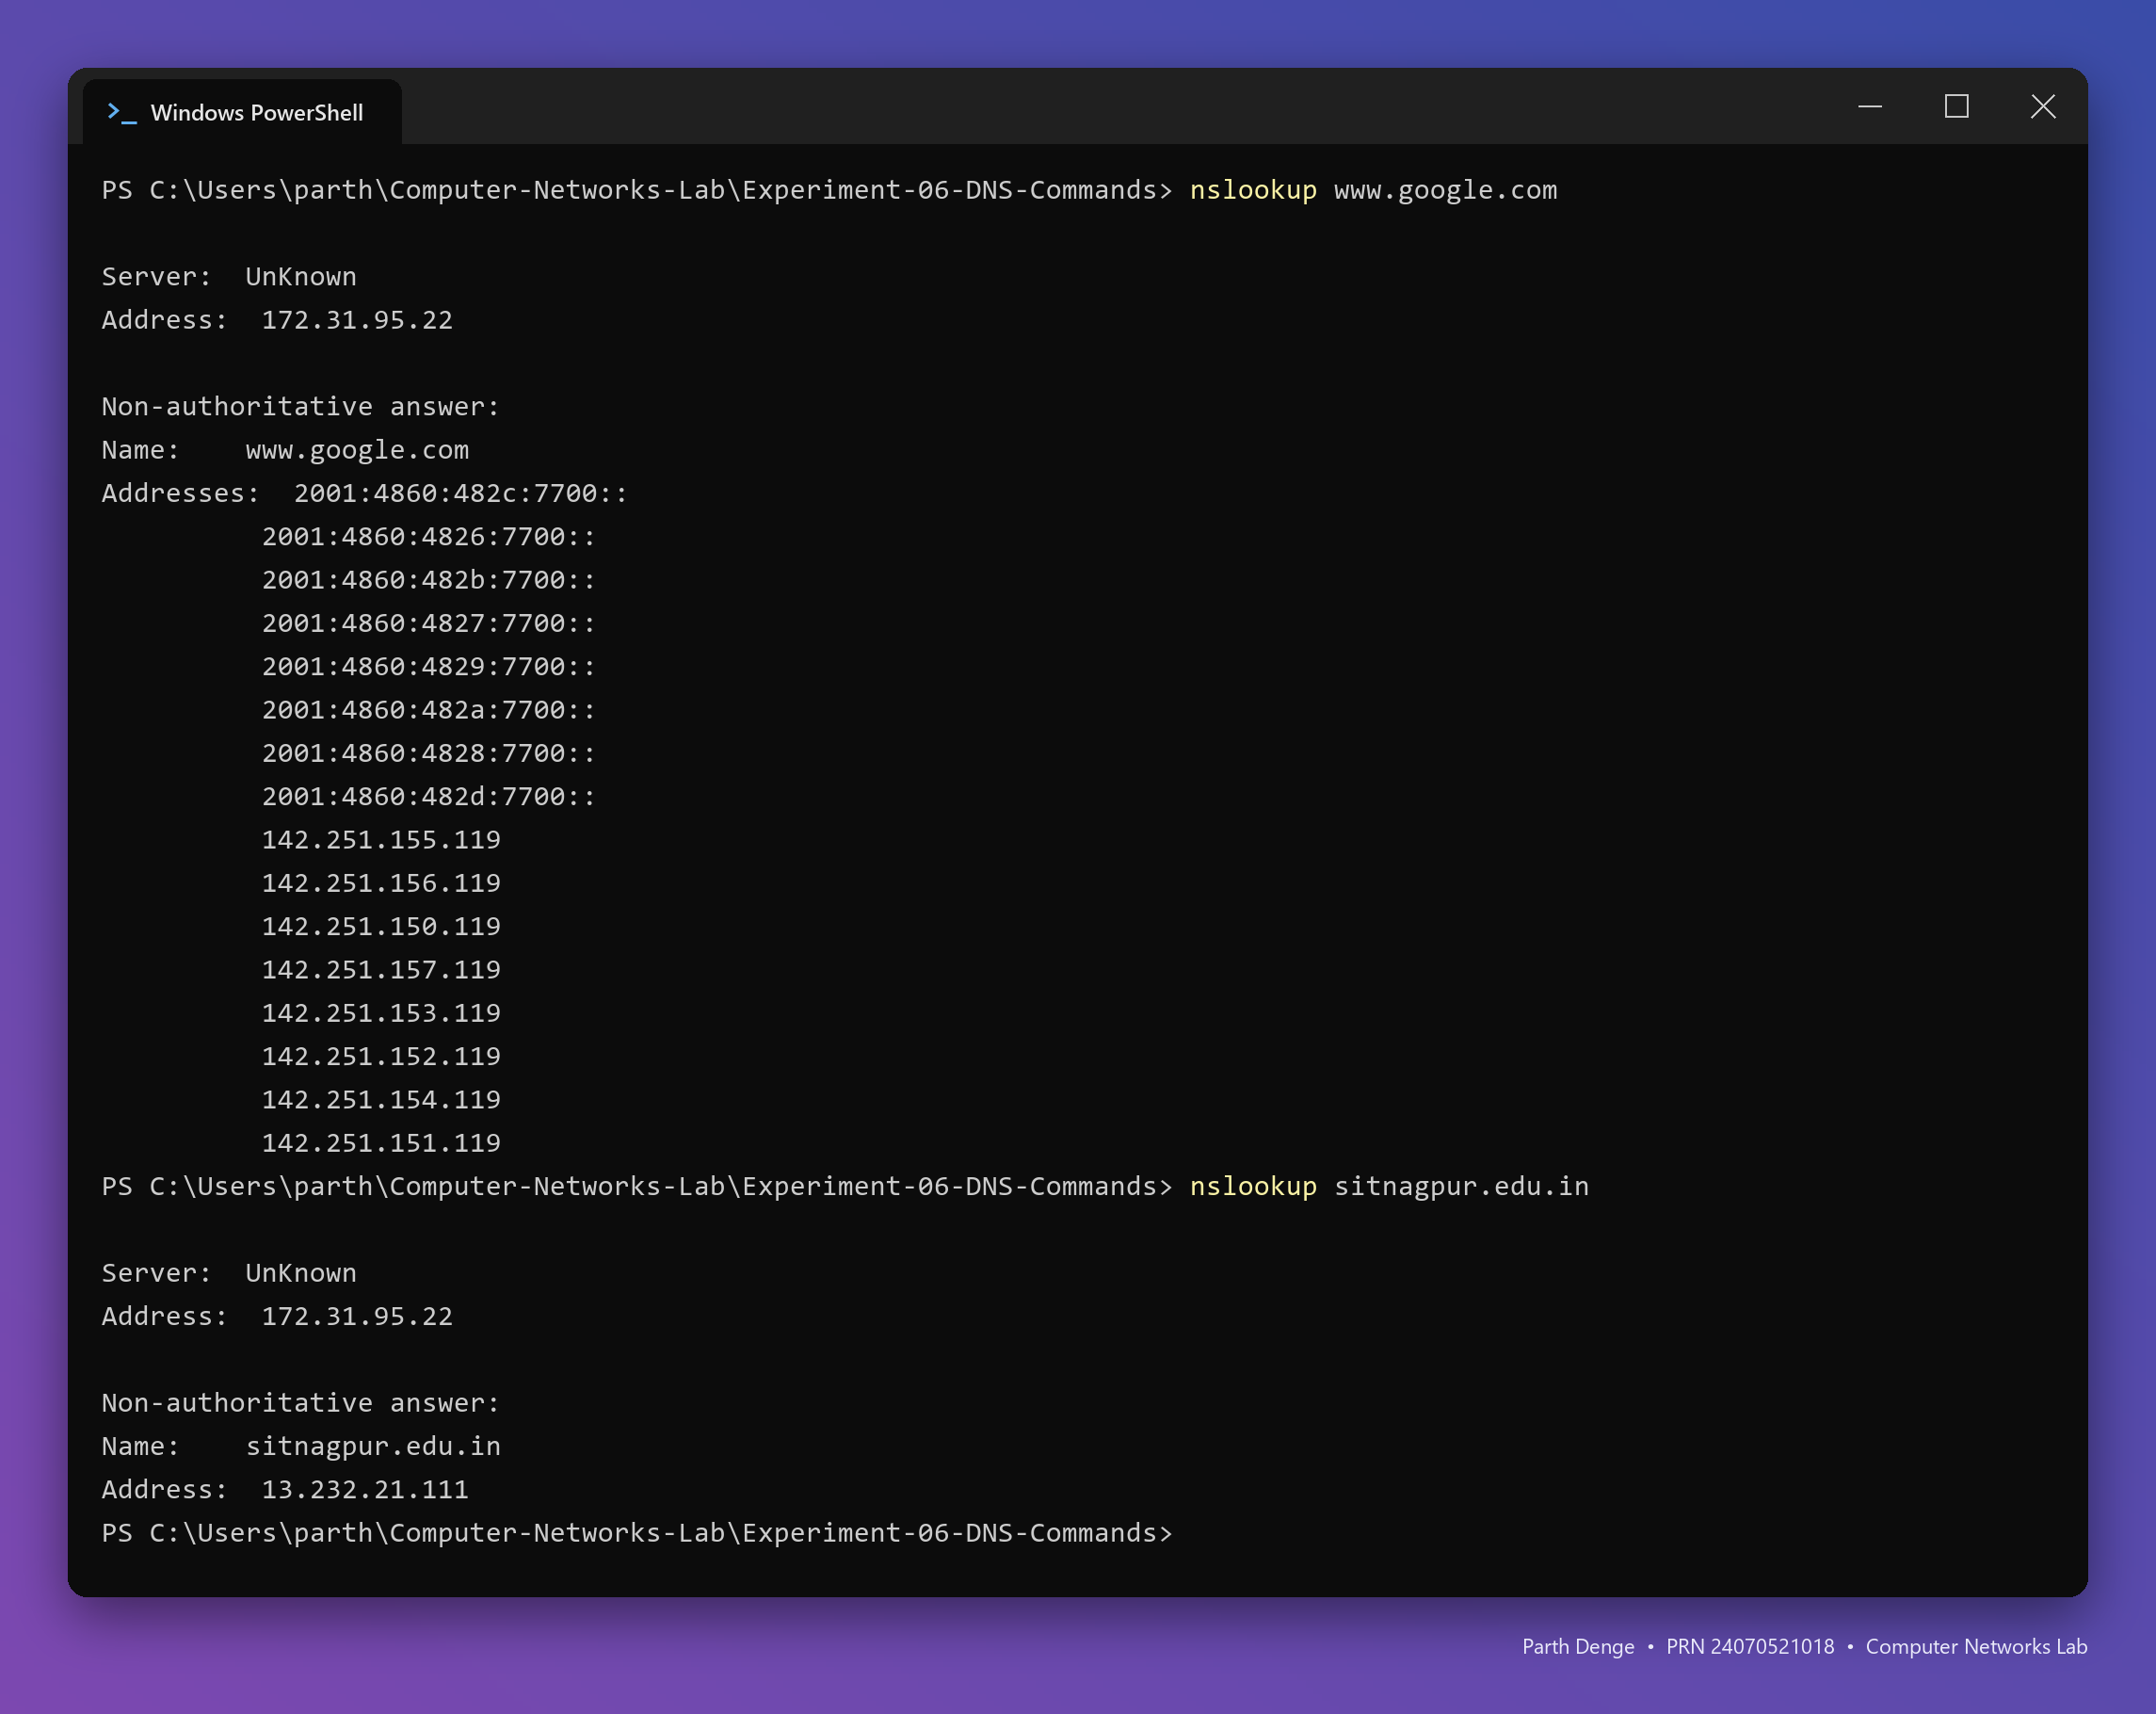 Windows PowerShell
PS C:\Users\parth\Computer-Networks-Lab\Experiment-06-DNS-Commands> nslookup www.google.com
Server:  UnKnown
Address:  172.31.95.22
Non-authoritative answer:
Name:    www.google.com
Addresses:  2001:4860:482c:7700::
2001:4860:4826:7700::
2001:4860:482b:7700::
2001:4860:4827:7700::
2001:4860:4829:7700::
2001:4860:482a:7700::
2001:4860:4828:7700::
2001:4860:482d:7700::
142.251.155.119
142.251.156.119
142.251.150.119
142.251.157.119
142.251.153.119
142.251.152.119
142.251.154.119
142.251.151.119
PS C:\Users\parth\Computer-Networks-Lab\Experiment-06-DNS-Commands> nslookup sitnagpur.edu.in
Server:  UnKnown
Address:  172.31.95.22
Non-authoritative answer:
Name:    sitnagpur.edu.in
Address:  13.232.21.111
PS C:\Users\parth\Computer-Networks-Lab\Experiment-06-DNS-Commands>
Parth Denge • PRN 24070521018 • Computer Networks Lab